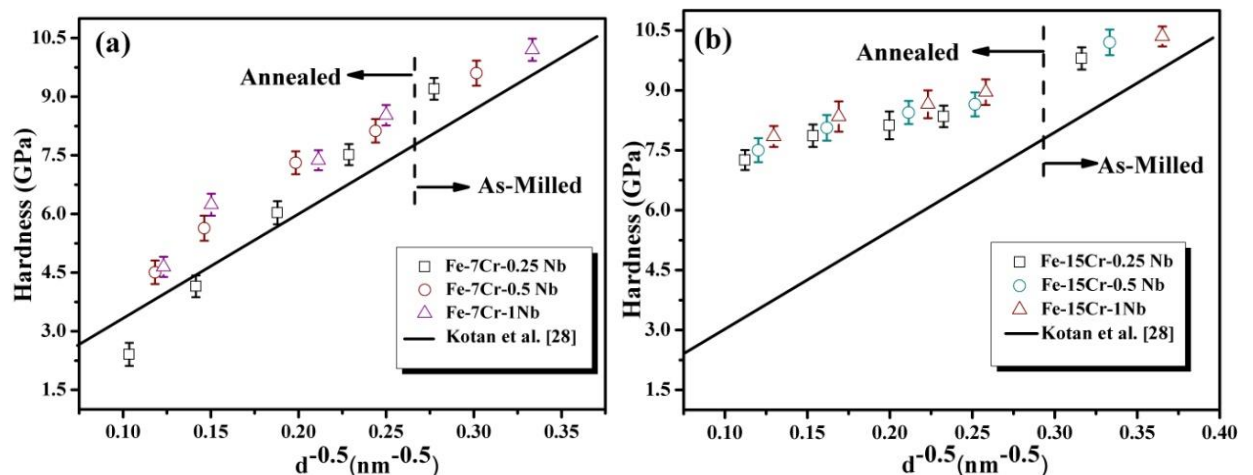 (a)
Annealed
As-Milled
Hardness (GPa)
10.5
9.0
7.5
6.0
4.5
3.0
1.5
Fe-7Cr-0.25 Nb
Fe-7Cr-0.5 Nb
Fe-7Cr-1Nb
Kotan et al. [28]
0.10 0.15 0.20 0.25 0.30 0.35
d-0.5(nm-0.5)
(b)
Annealed
As-Milled
Hardness (GPa)
10.5
9.0
7.5
6.0
4.5
3.0
1.5
Fe-15Cr-0.25 Nb
Fe-15Cr-0.5 Nb
Fe-15Cr-1Nb
Kotan et al. [28]
0.10 0.15 0.20 0.25 0.30 0.35 0.40
d-0.5(nm-0.5)